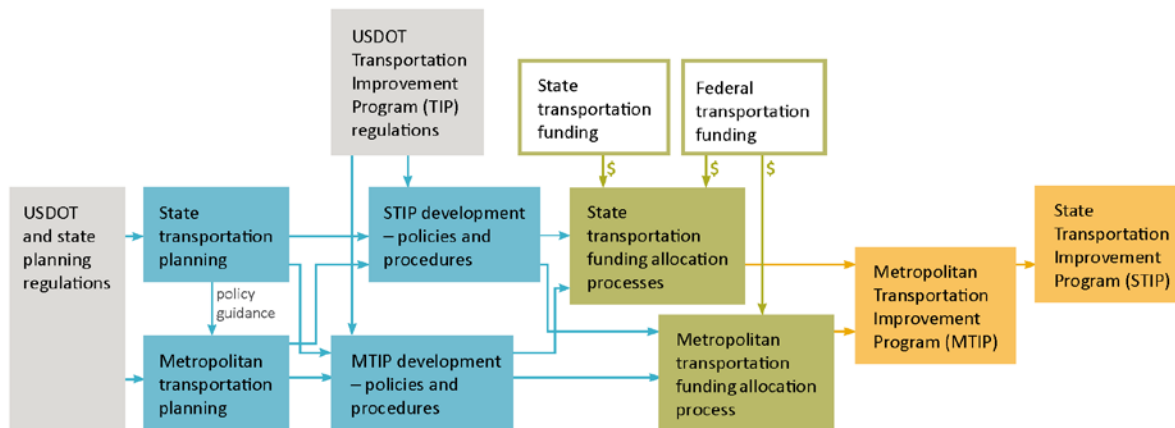 USDOT
Transportation
Improvement
Program (TIP)
regulations
State
transportation
funding
Federal
transportation
funding
$
$
$
USDOT
and state
planning
regulations
State
transportation
planning
STIP development
– policies and
procedures
State
transportation
funding allocation
processes
State
Transportation
Improvement
Program (STIP)
policy
guidance
Metropolitan
Transportation
Improvement
Program (MTIP)
Metropolitan
transportation
planning
MTIP development
– policies and
procedures
Metropolitan
transportation
funding allocation
process